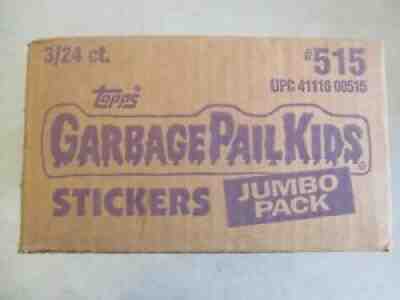 3/24 ct.
# 515
UPC 41116 00515
Topps®
GARBAGE PAIL KIDS®
STICKERS
JUMBO
PACK